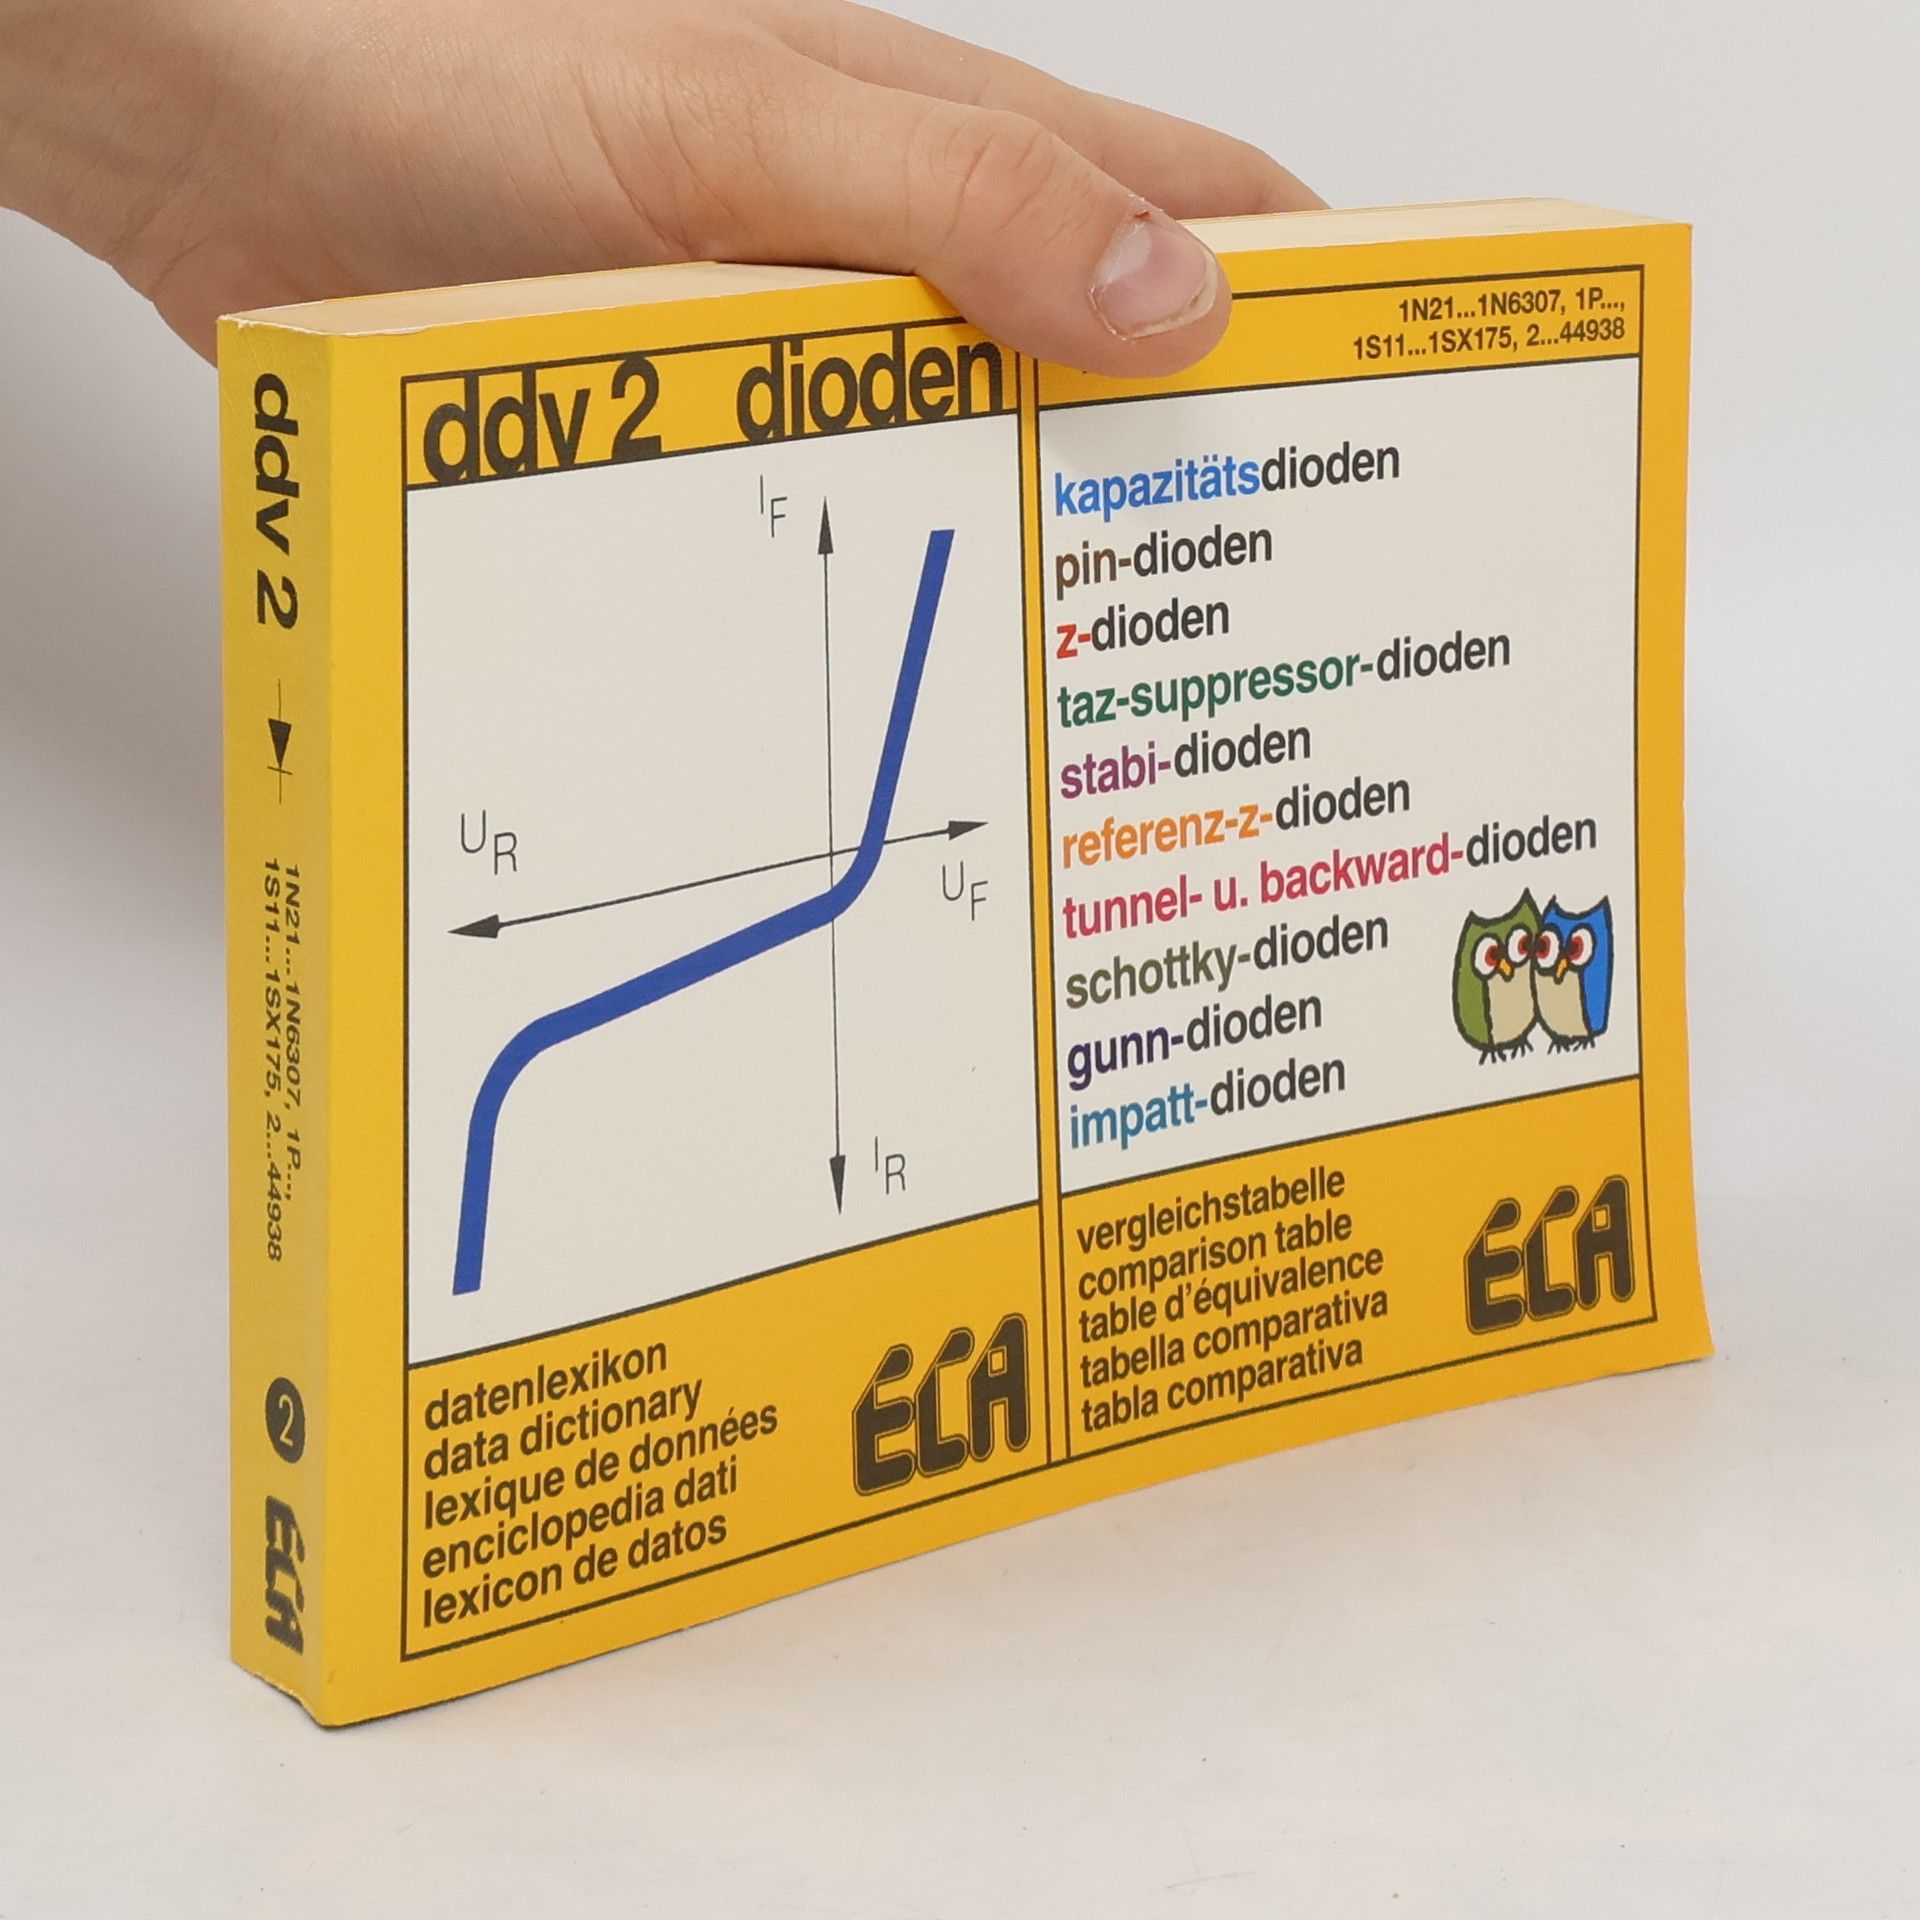 ddv 2
1N21...1N6307, 1P...,
1S11...1SX175, 2...44938
2
ECA
ddv 2 dioden
I F
U R
U F
I R
datenlexikon
data dictionary
lexique de données
enciclopedia dati
lexicon de datos
ECA
1N21...1N6307, 1P...,
1S11...1SX175, 2...44938
kapazitätsdioden
pin-dioden
z-dioden
taz-suppressor-dioden
stabi-dioden
referenz-z-dioden
tunnel- u. backward-dioden
schottky-dioden
gunn-dioden
impatt-dioden
vergleichstabelle
comparison table
table d'équivalence
tabella comparativa
tabla comparativa
ECA